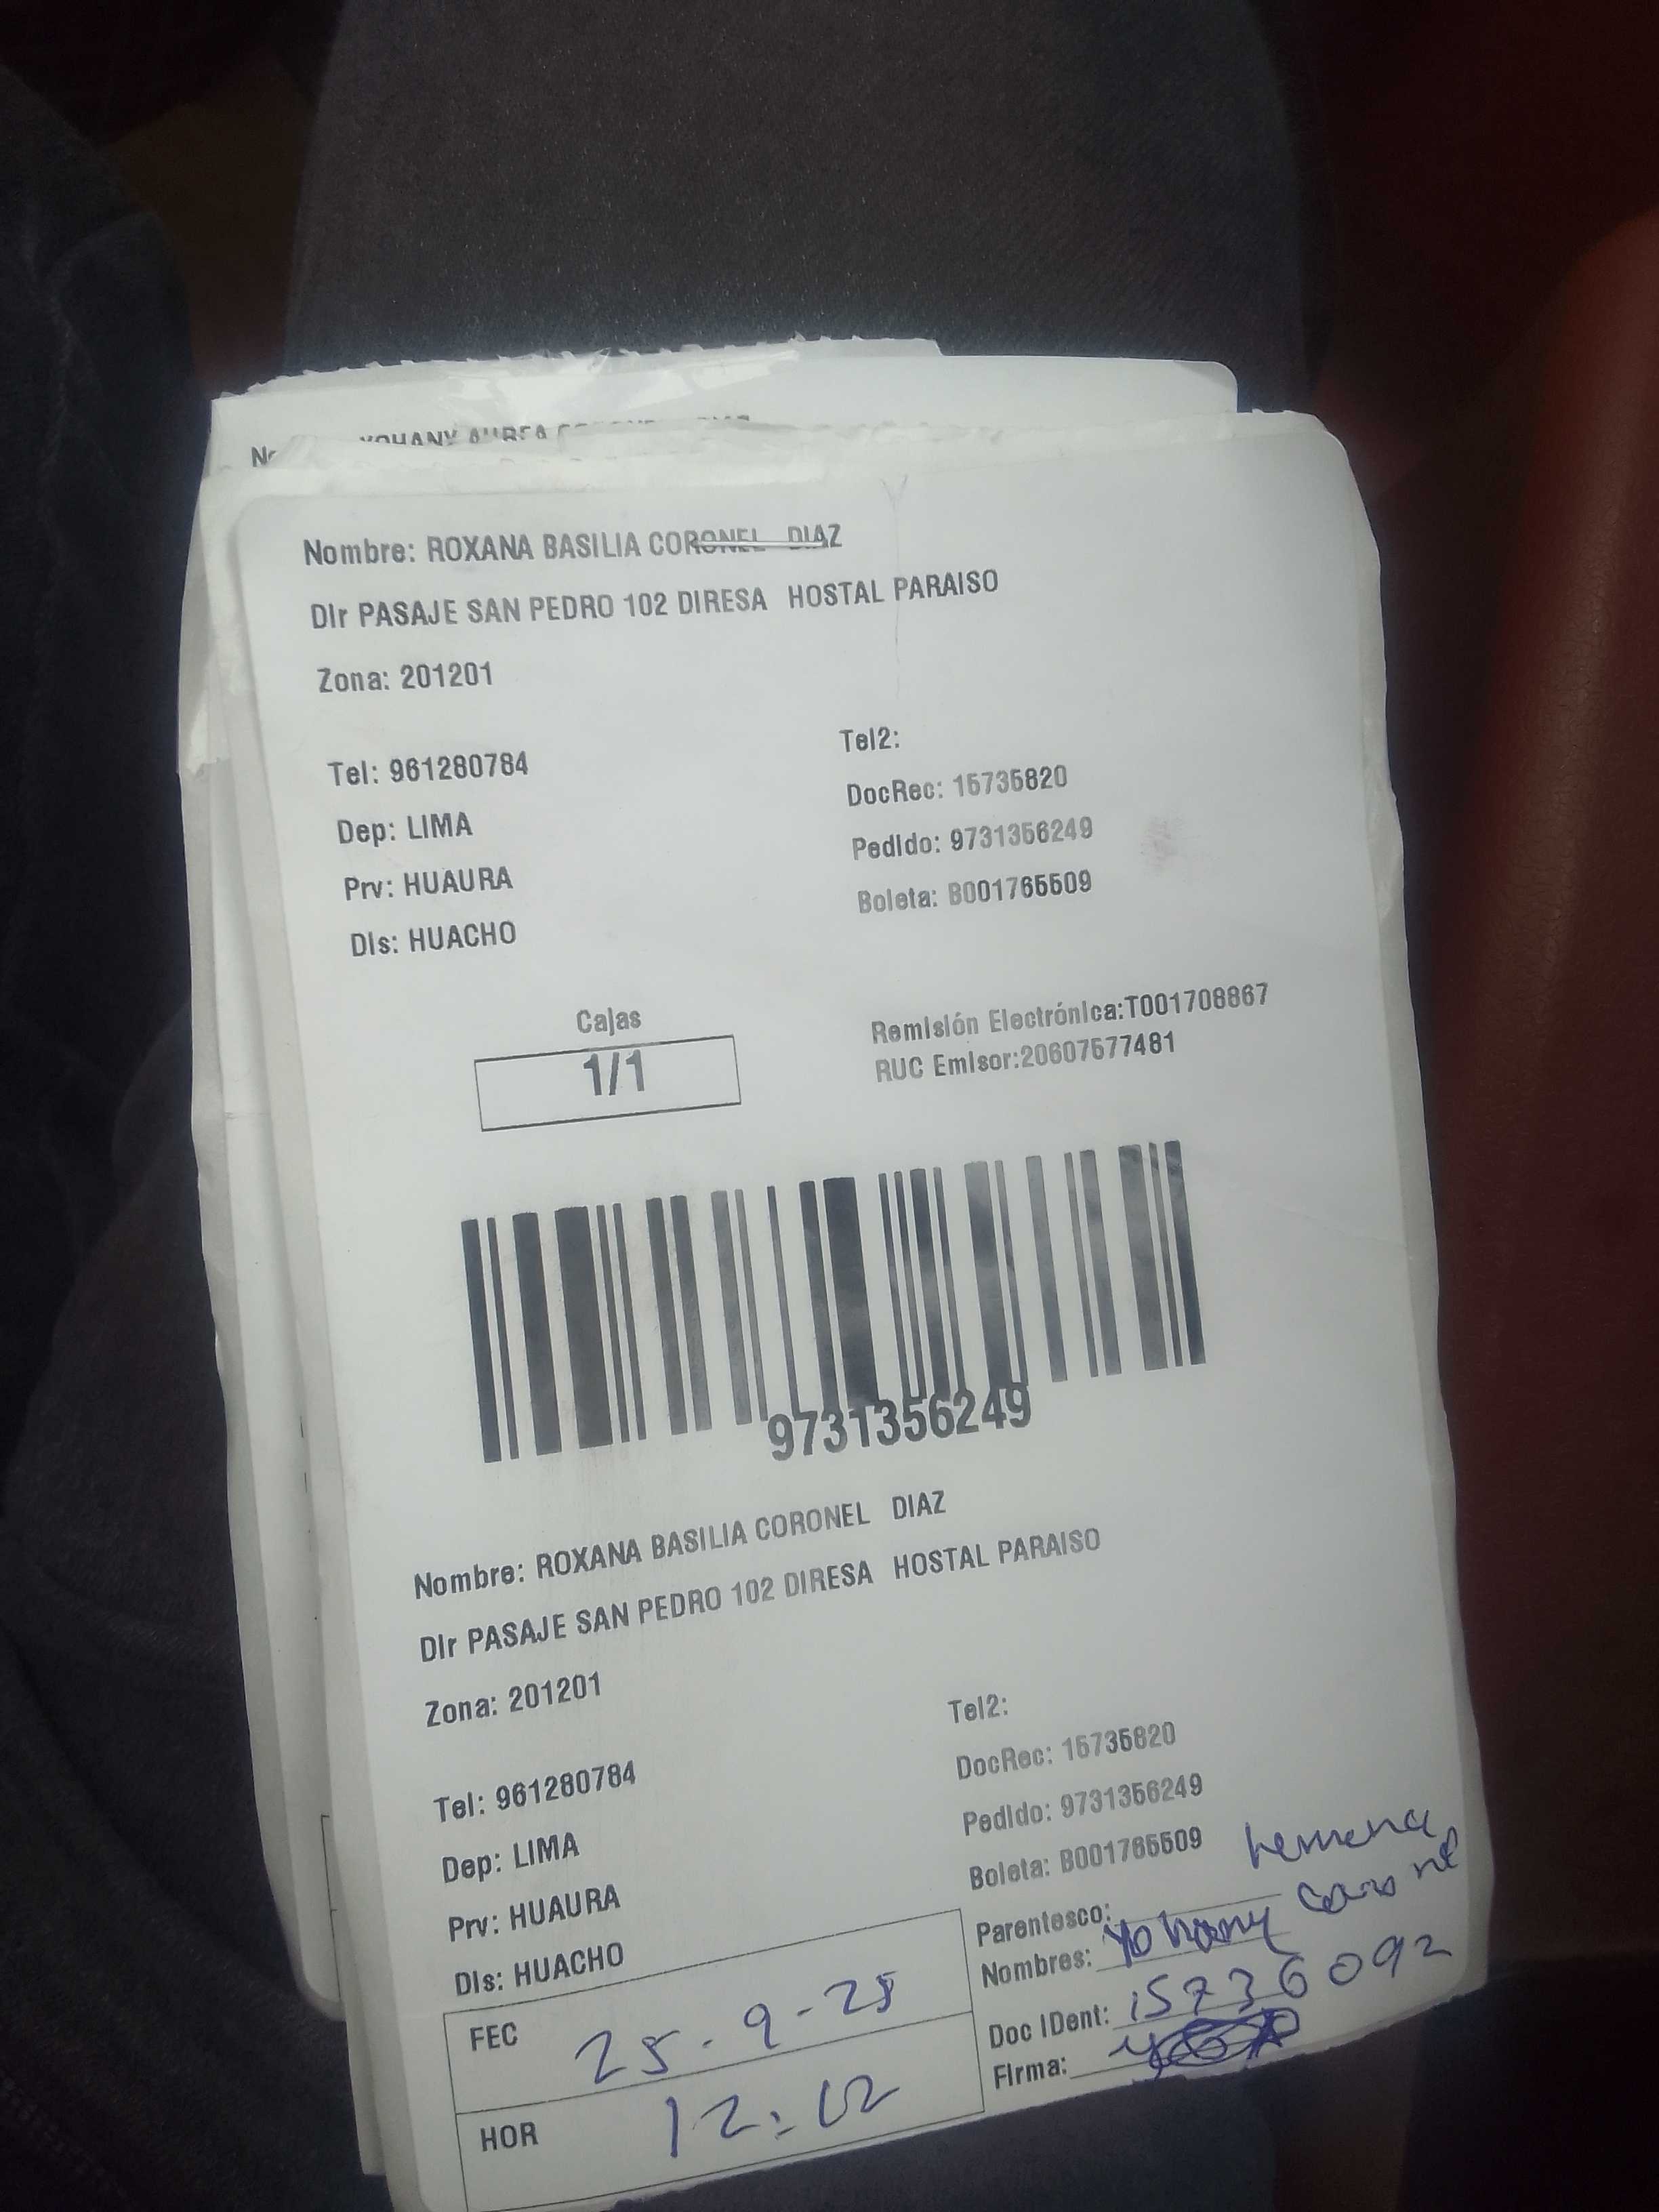 YOHANY AUREA
Nombre: ROXANA BASILIA CORONEL DIAZ
Dir PASAJE SAN PEDRO 102 DIRESA HOSTAL PARAISO
Zona: 201201
Tel: 961280784
Tel2:
Dep: LIMA
DocRec: 15735820
Prv: HUAURA
Pedido: 9731356249
Dis: HUACHO
Boleta: B001765509
Cajas
1/1
Remisión Electrónica:T001708867
RUC Emisor:20607577481
9731356249
Nombre: ROXANA BASILIA CORONEL DIAZ
Dir PASAJE SAN PEDRO 102 DIRESA HOSTAL PARAISO
Zona: 201201
Tel: 961280784
Tel2:
Dep: LIMA
DocRec: 15735820
Prv: HUAURA
Pedido: 9731356249
Dis: HUACHO
Boleta: B001765509
Parentesco: hermana
Nombres: Yohany Coronel
Doc IDent: 15736092
Firma:
FEC 25-9-25
HOR 12:02